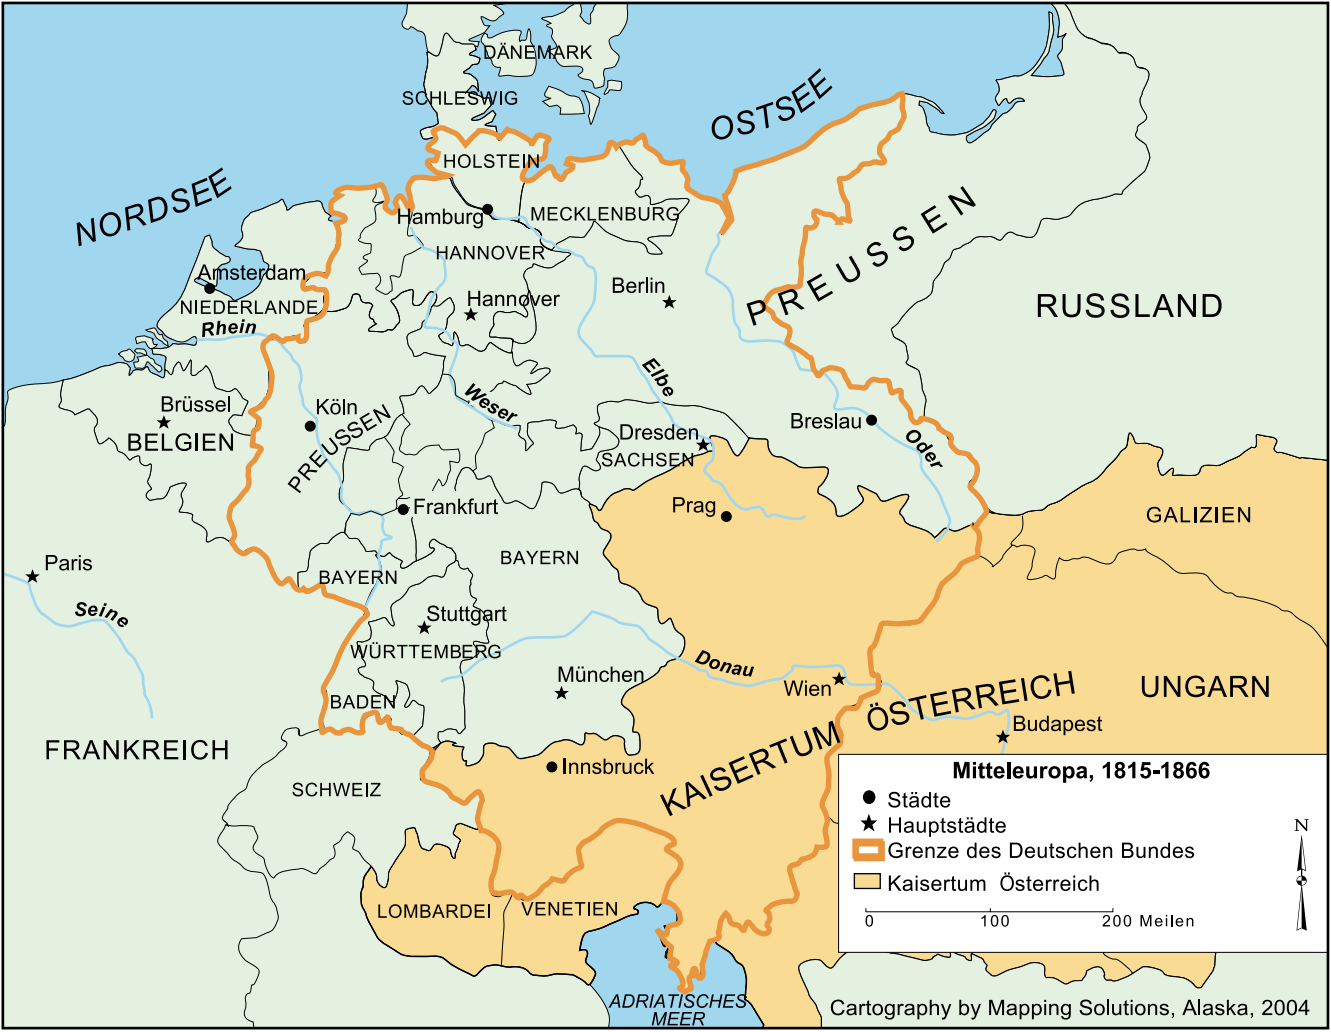 DÄNEMARK
SCHLESWIG
OSTSEE
HOLSTEIN
NORDSEE
Hamburg
MECKLENBURG
PREUSSEN
HANNOVER
Amsterdam
Berlin
NIEDERLANDE
Hannover
RUSSLAND
Rhein
Elbe
Weser
Brüssel
Köln
BELGIEN
PREUSSEN
Breslau
Oder
Dresden
SACHSEN
Prag
Frankfurt
GALIZIEN
Paris
BAYERN
BAYERN
Seine
Stuttgart
WÜRTTEMBERG
Donau
München
Wien
UNGARN
BADEN
KAISERTUM ÖSTERREICH
Budapest
FRANKREICH
Innsbruck
SCHWEIZ
LOMBARDEI
VENETIEN
ADRIATISCHES
MEER
Mitteleuropa, 1815-1866
Städte
Hauptstädte
Grenze des Deutschen Bundes
Kaisertum Österreich
N
0 100 200 Meilen
Cartography by Mapping Solutions, Alaska, 2004